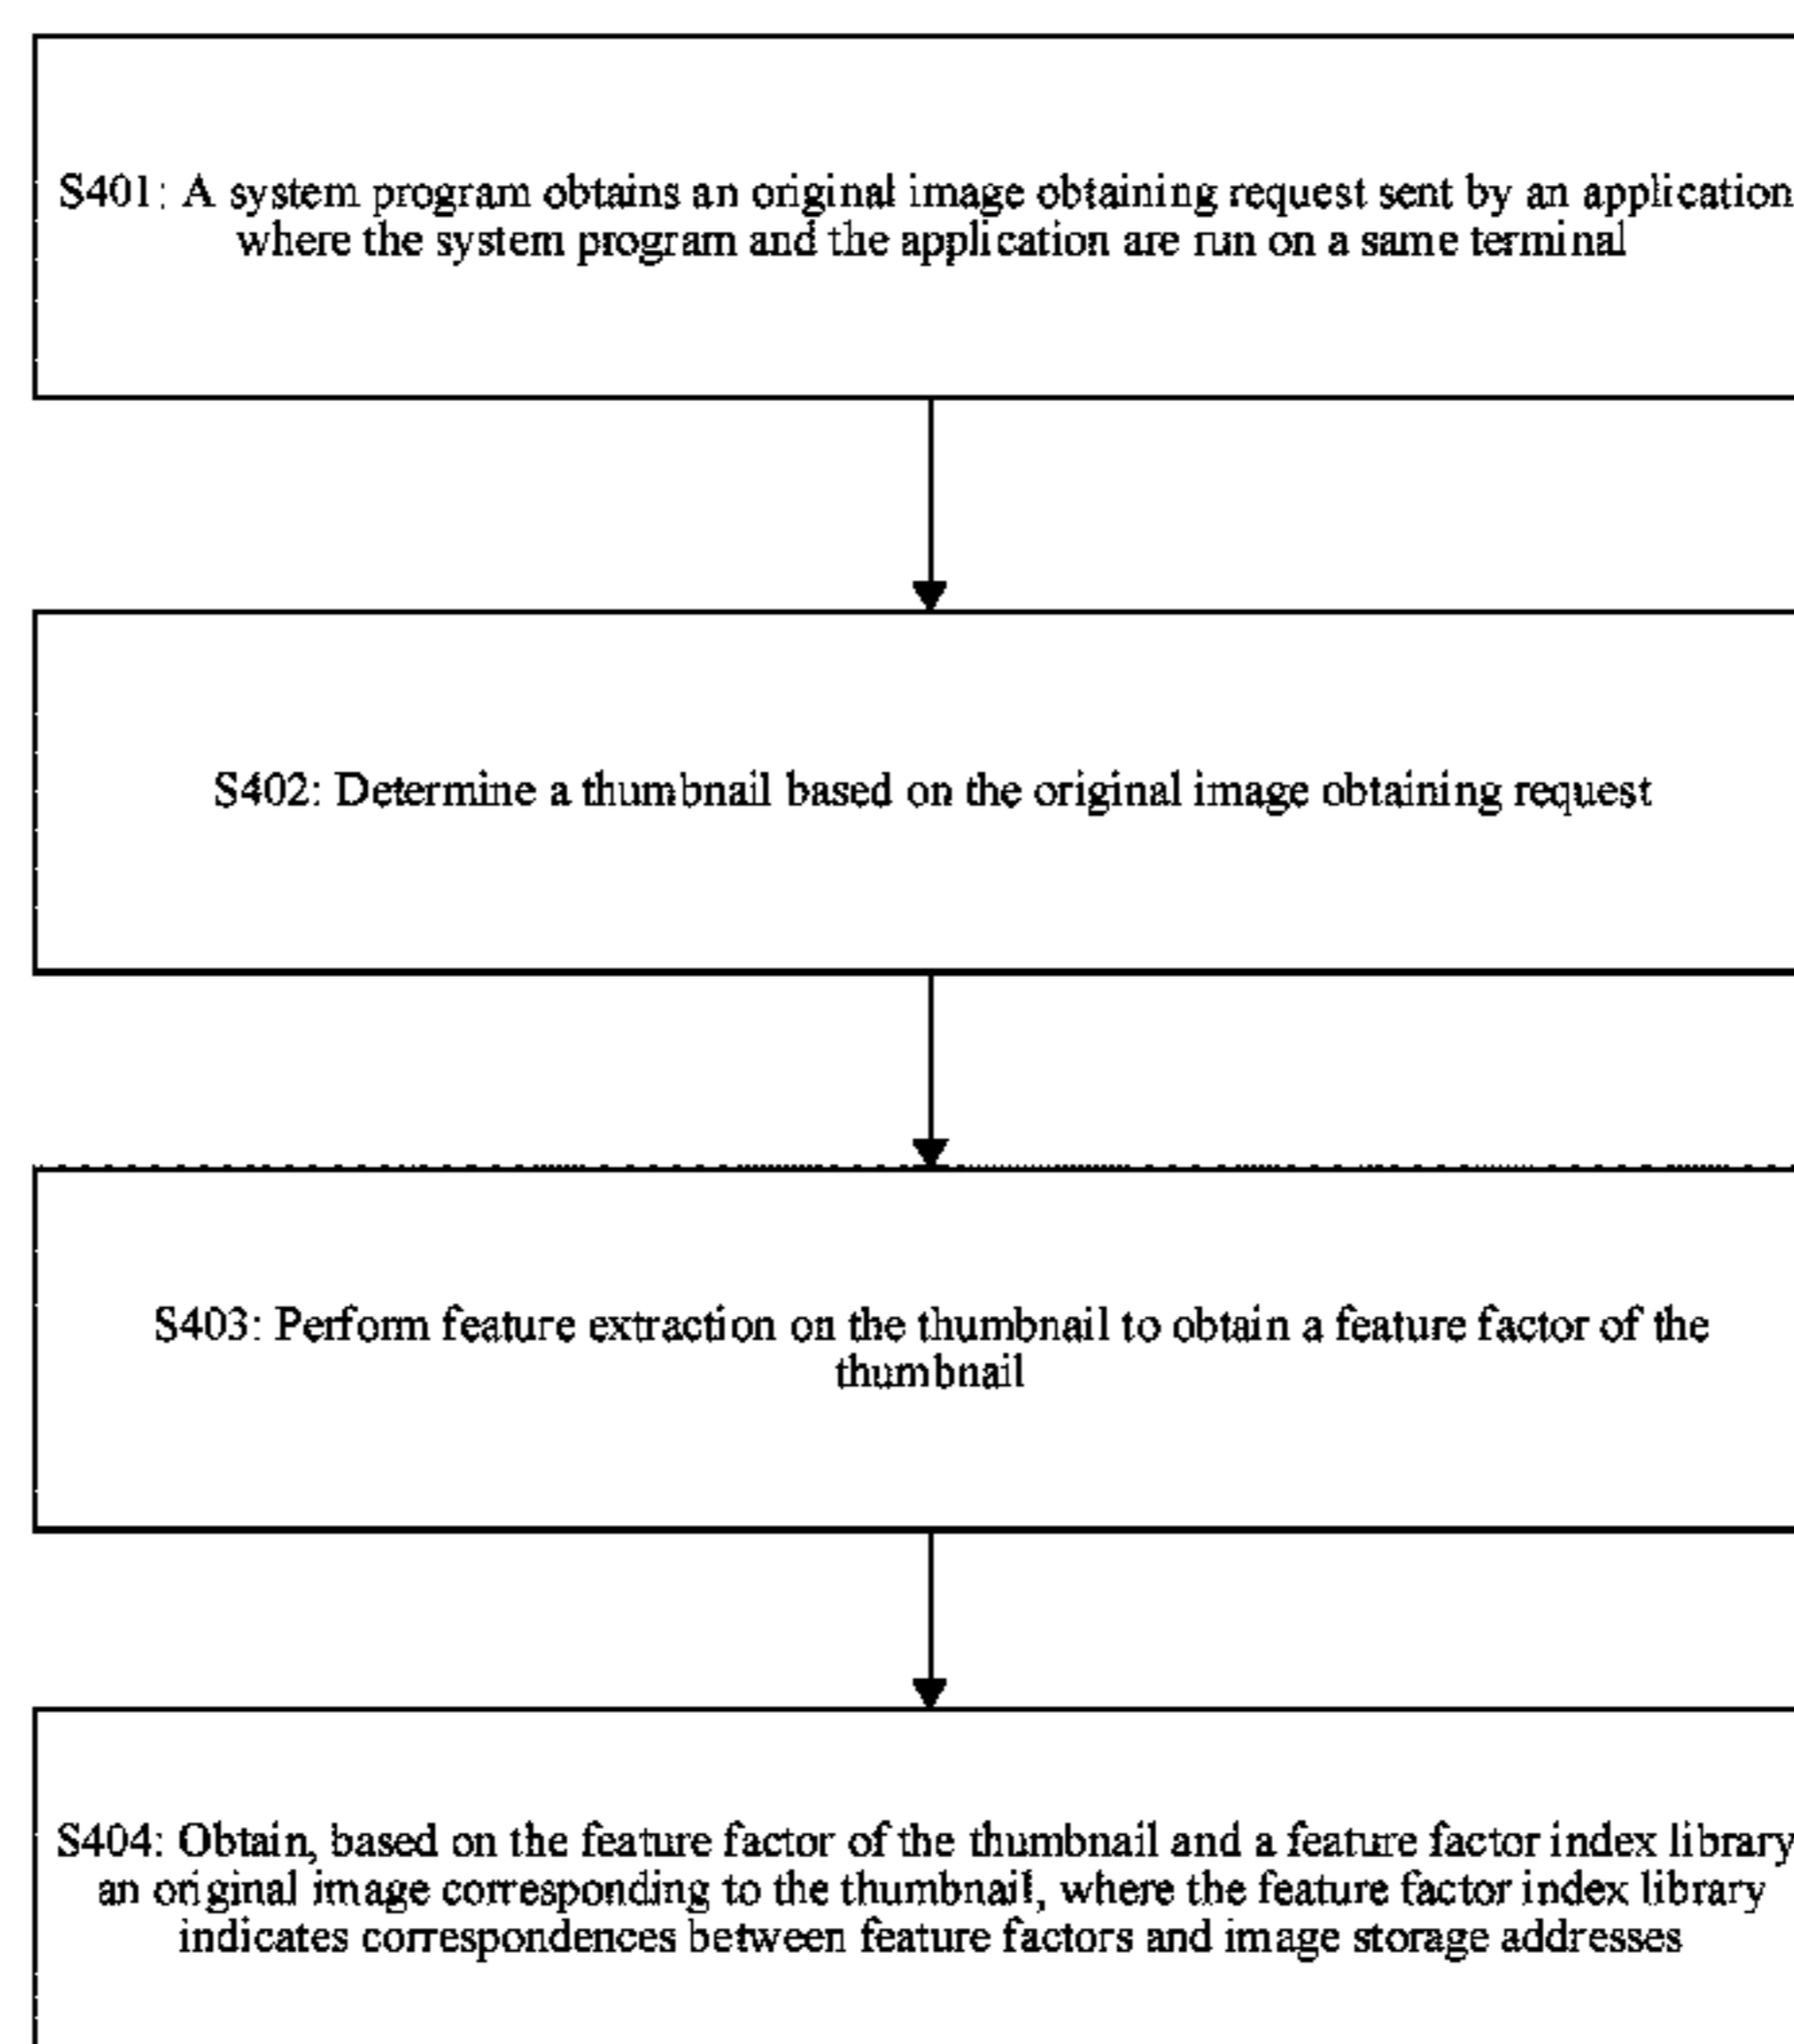 S401: A system program obtains an original image obtaining request sent by an application
where the system program and the application are run on a same terminal
S402: Determine a thumbnail based on the original image obtaining request
S403: Perform feature extraction on the thumbnail to obtain a feature factor of the
thumbnail
S404: Obtain, based on the feature factor of the thumbnail and a feature factor index library
an original image corresponding to the thumbnail, where the feature factor index library
indicates correspondences between feature factors and image storage addresses